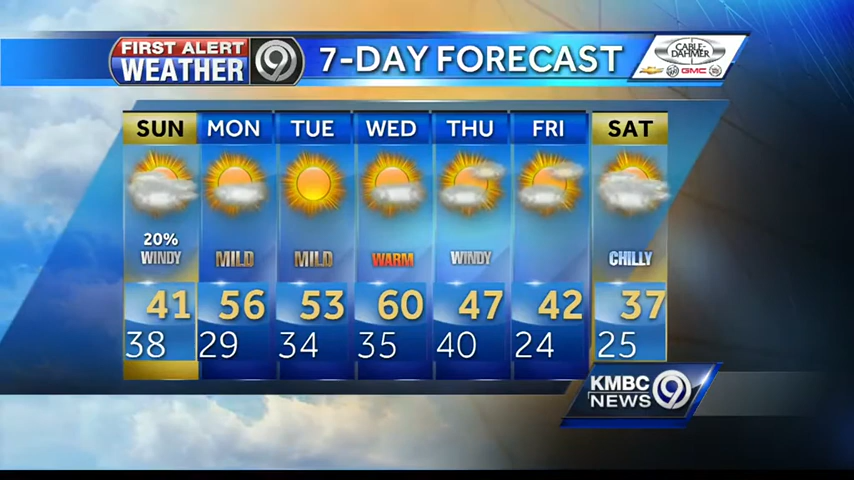 FIRST ALERT
WEATHER 9
7-DAY FORECAST
CABLE-DAHMER
GMC
SUN MON TUE WED THU FRI SAT
20%
WINDY MILD MILD WARM WINDY CHILLY
41 56 53 60 47 42 37
38 29 34 35 40 24 25
KMBC 9
NEWS